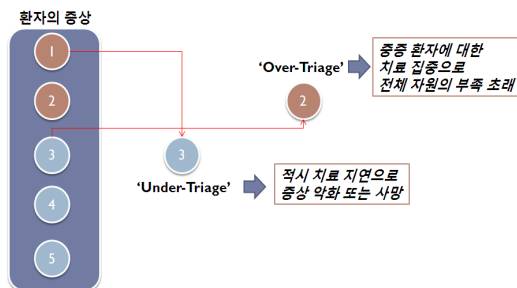 환자의 증상
1
2
3
4
5
‘Over-Triage’
2
중증 환자에 대한
치료 집중으로
전체 자원의 부족 초래
3
‘Under-Triage’
적시 치료 지연으로
증상 악화 또는 사망